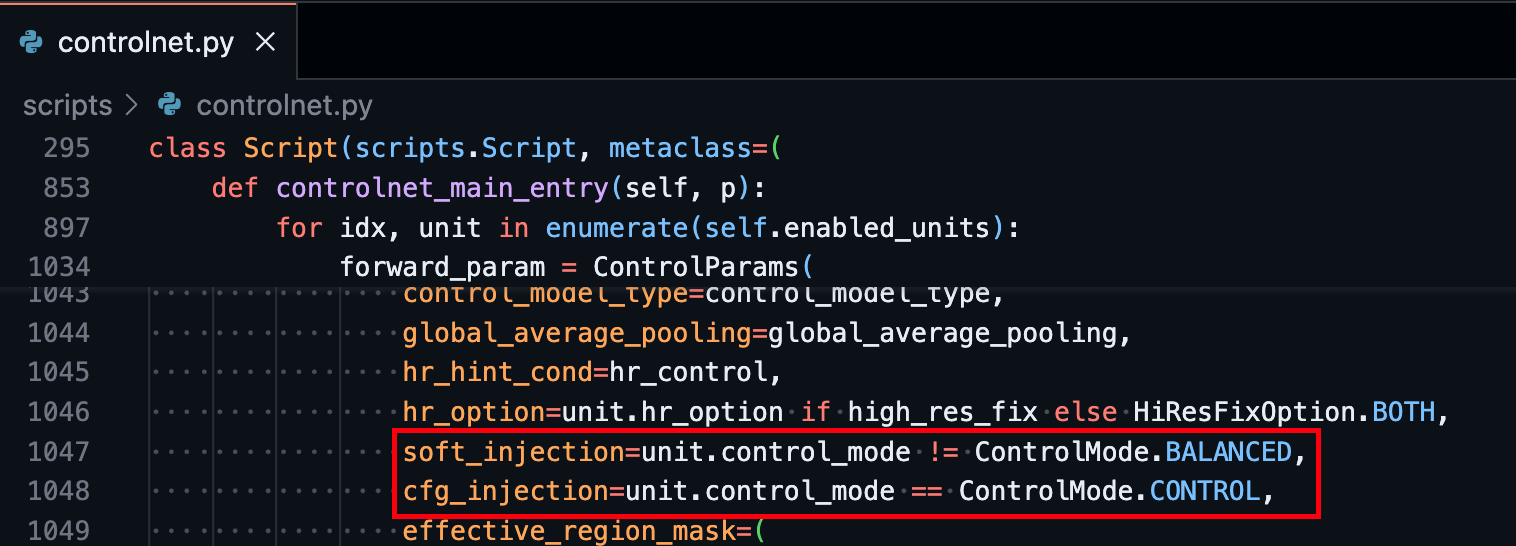 controlnet.py
scripts > controlnet.py
295 class Script(scripts.Script, metaclass=(
853 def controlnet_main_entry(self, p):
897 for idx, unit in enumerate(self.enabled_units):
1034 forward_param = ControlParams(
1043 control_model_type=control_model_type,
1044 global_average_pooling=global_average_pooling,
1045 hr_hint_cond=hr_control,
1046 hr_option=unit.hr_option if high_res_fix else HiResFixOption.BOTH,
1047 soft_injection=unit.control_mode != ControlMode.BALANCED,
1048 cfg_injection=unit.control_mode == ControlMode.CONTROL,
1049 effective_region_mask=(